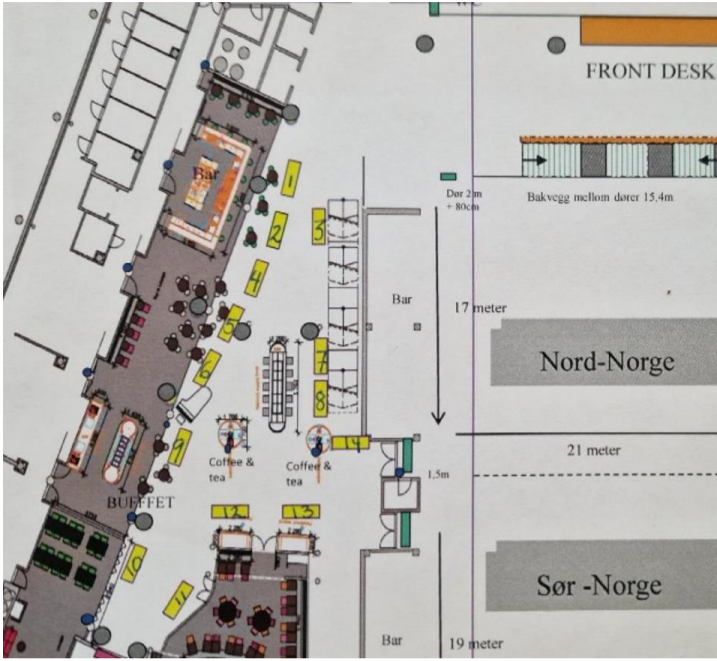 FRONT DESK
Dør 2 m
+ 80cm
Bakvegg mellom dører 15,4m
Bar
1
2
3
4
5
6
7
8
9
10
11
12
13
14
Bar
17 meter
Nord-Norge
21 meter
1,5m
Coffee &
tea
Coffee &
tea
BUFFFET
Sør -Norge
Bar
19 meter